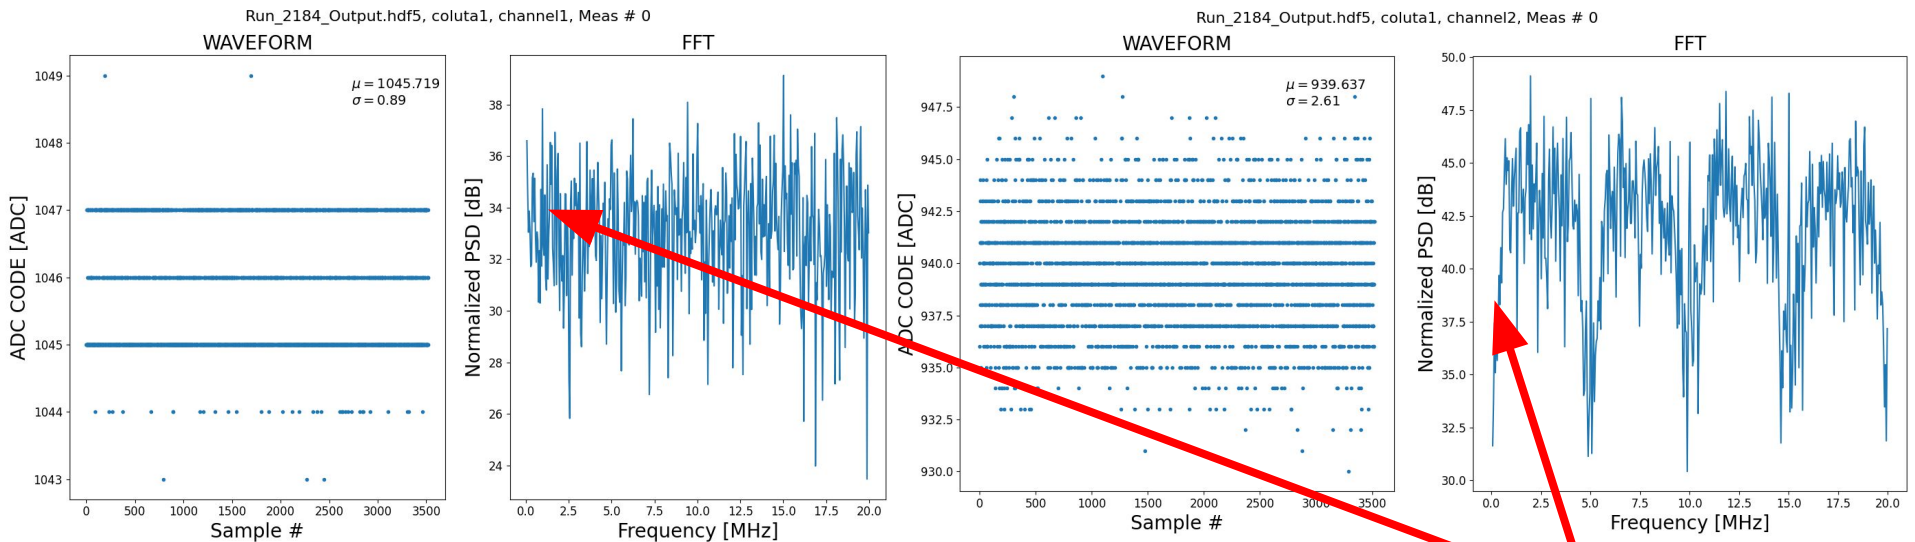 Run_2184_Output.hdf5, coluta1, channel1, Meas # 0
WAVEFORM
μ = 1045.719
σ = 0.89
1049
1048
1047
1046
1045
1044
1043
ADC CODE [ADC]
0 500 1000 1500 2000 2500 3000 3500
Sample #
FFT
38
36
34
32
30
28
26
24
Normalized PSD [dB]
0.0 2.5 5.0 7.5 10.0 12.5 15.0 17.5 20.0
Frequency [MHz]
Run_2184_Output.hdf5, coluta1, channel2, Meas # 0
WAVEFORM
μ = 939.637
σ = 2.61
947.5
945.0
942.5
940.0
937.5
935.0
932.5
930.0
ADC CODE [ADC]
0 500 1000 1500 2000 2500 3000 3500
Sample #
FFT
50.0
47.5
45.0
42.5
40.0
37.5
35.0
32.5
30.0
Normalized PSD [dB]
0.0 2.5 5.0 7.5 10.0 12.5 15.0 17.5 20.0
Frequency [MHz]